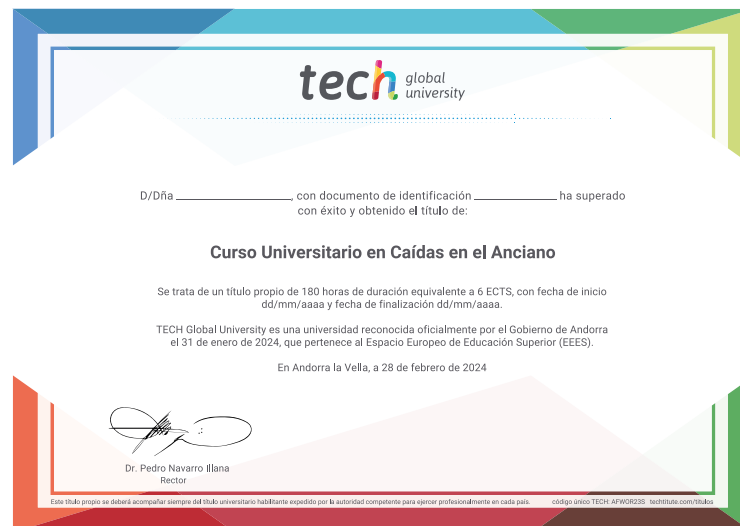 tech global university
D/Dña ____________, con documento de identificación ____________ ha superado
con éxito y obtenido el título de:
Curso Universitario en Caídas en el Anciano
Se trata de un título propio de 180 horas de duración equivalente a 6 ECTS, con fecha de inicio
dd/mm/aaaa y fecha de finalización dd/mm/aaaa.
TECH Global University es una universidad reconocida oficialmente por el Gobierno de Andorra
el 31 de enero de 2024, que pertenece al Espacio Europeo de Educación Superior (EEES).
En Andorra la Vella, a 28 de febrero de 2024
Dr. Pedro Navarro Illana
Rector
Este título propio se deberá acompañar siempre del título universitario habilitante expedido por la autoridad competente para ejercer profesionalmente en cada país. código único TECH: AFWOR23S techtitute.com/titulos